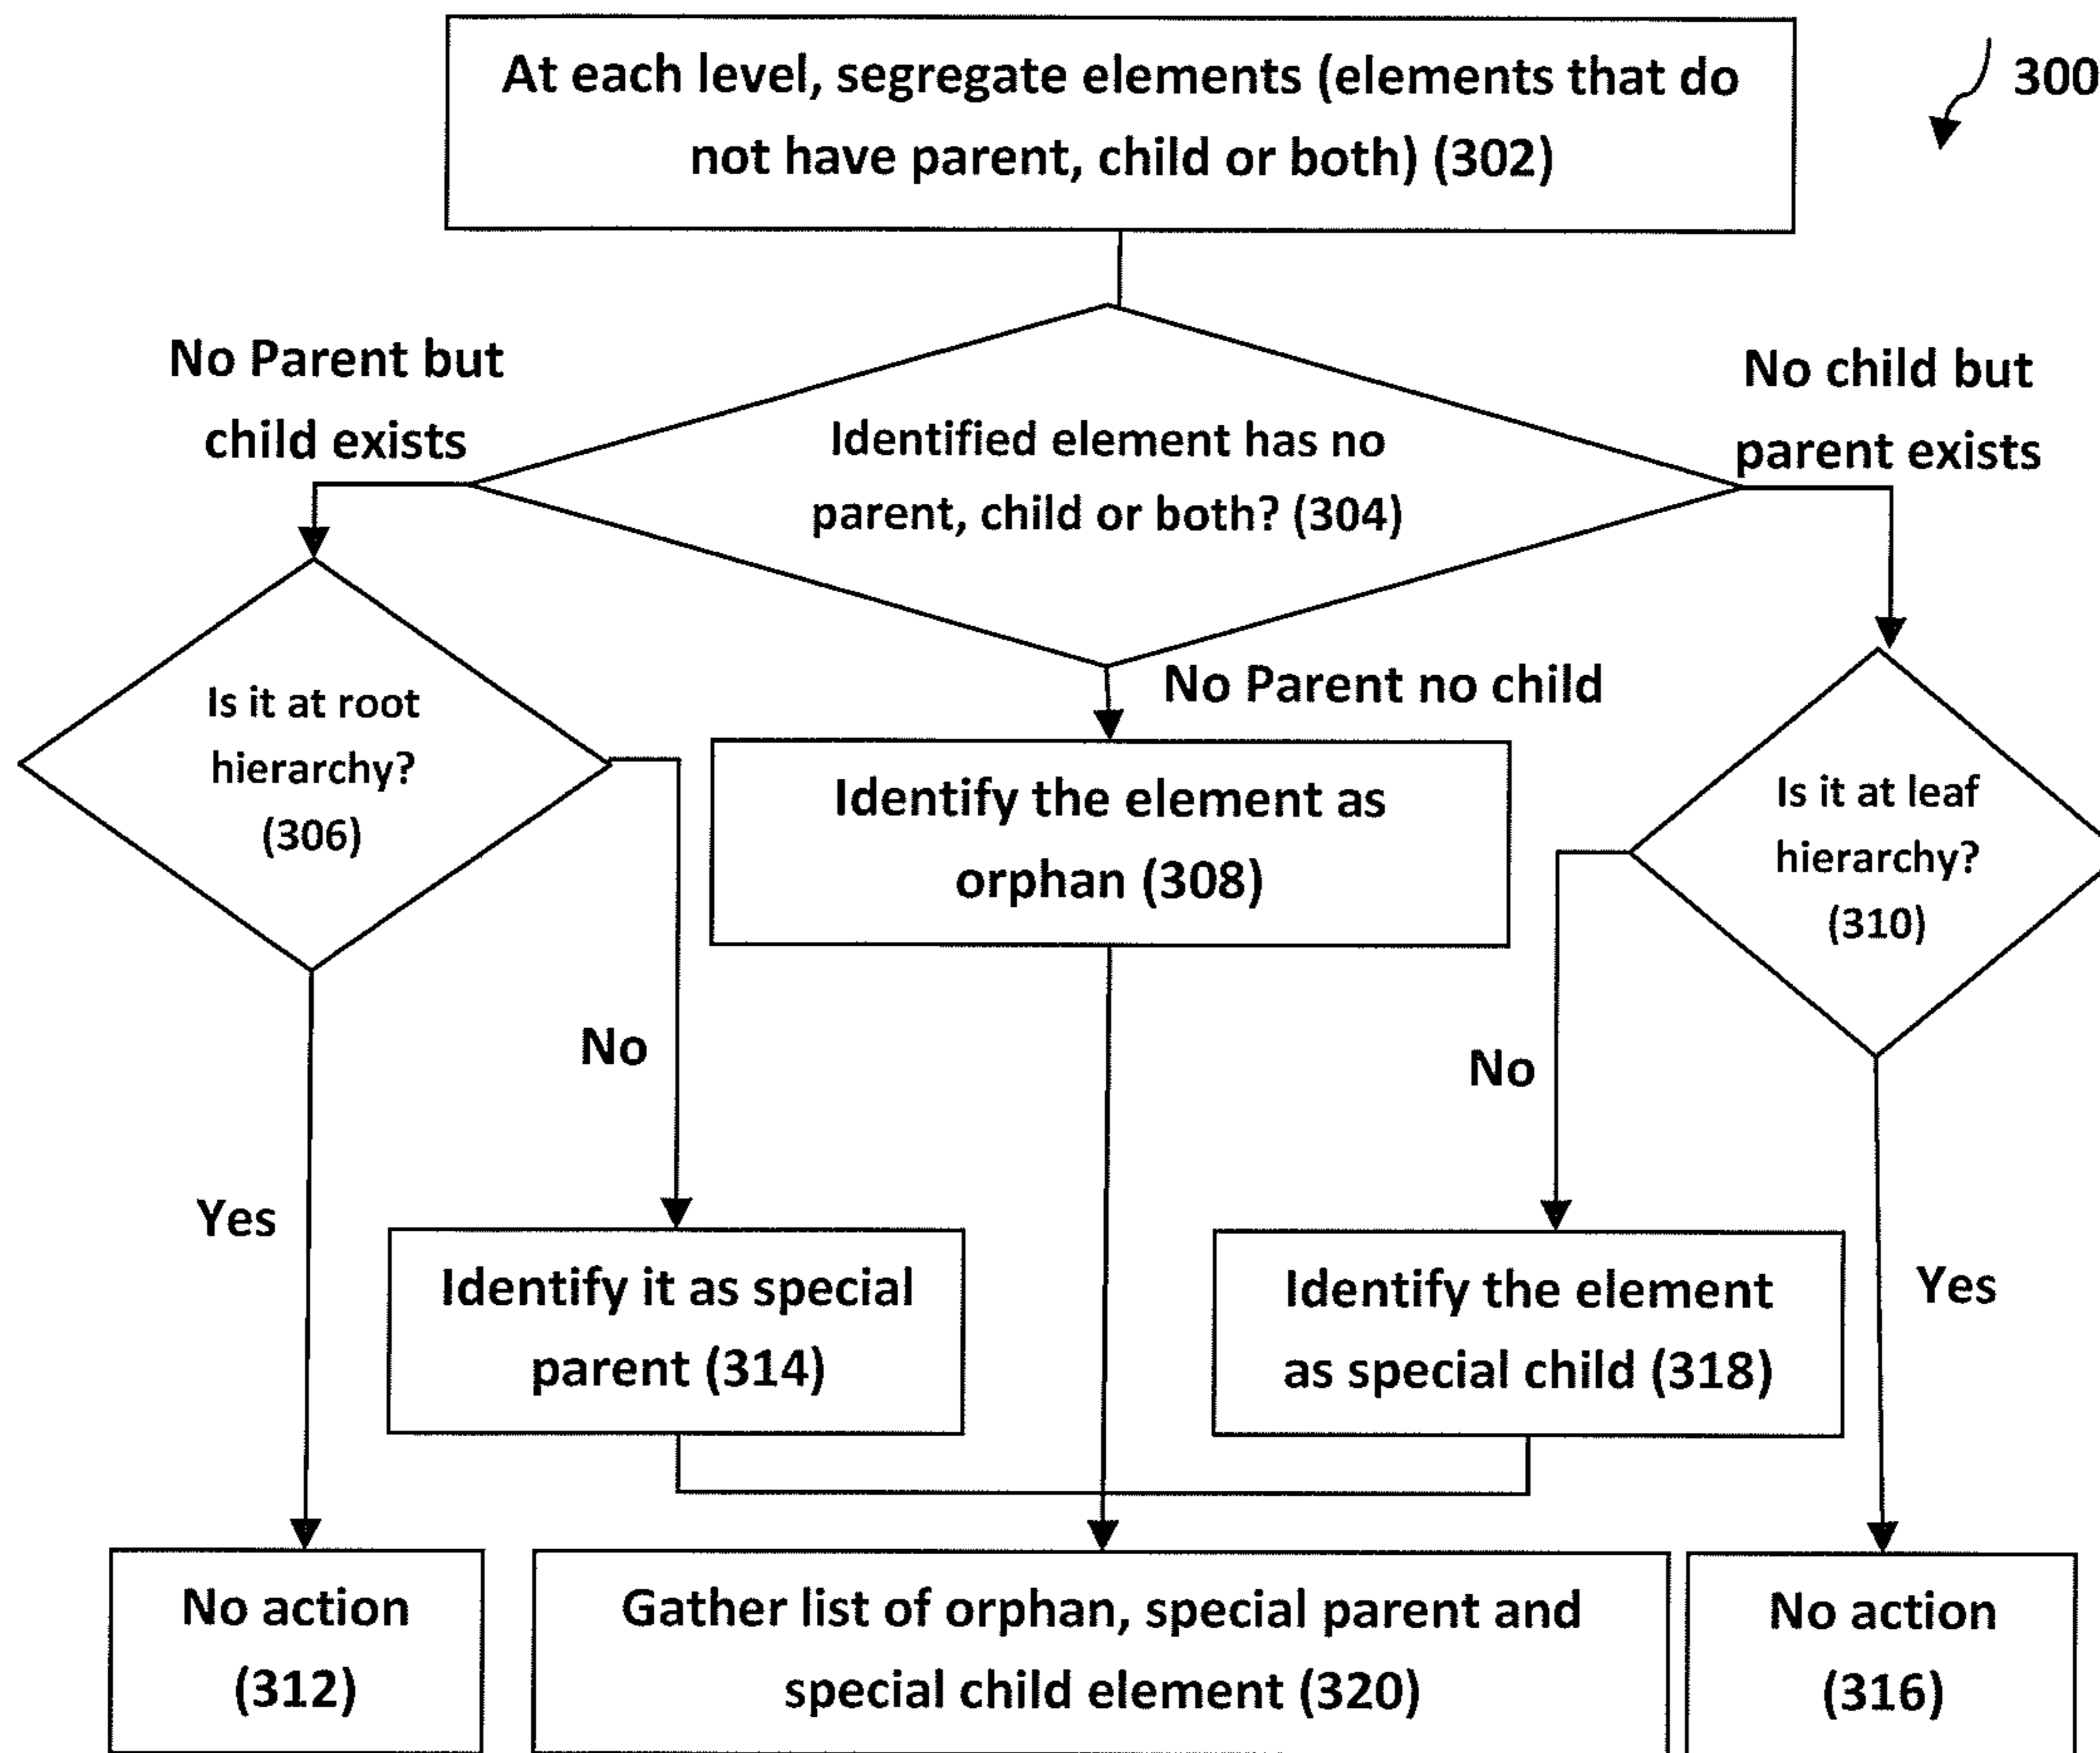 At each level, segregate elements (elements that do
not have parent, child or both) (302)
300
No Parent but
child exists
Identified element has no
parent, child or both? (304)
No child but
parent exists
No Parent no child
Is it at root
hierarchy?
(306)
Identify the element as
orphan (308)
Is it at leaf
hierarchy?
(310)
No
No
Yes
Yes
Identify it as special
parent (314)
Identify the element
as special child (318)
No action
(312)
Gather list of orphan, special parent and
special child element (320)
No action
(316)